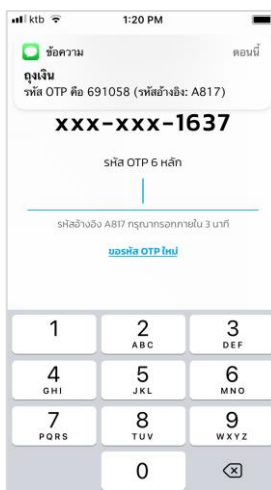 ktb 1:20 PM
ข้อความ ตอนนี้
ถุงเงิน
รหัส OTP คือ 691058 (รหัสอ้างอิง: A817)
xxx-xxx-1637
รหัส OTP 6 หลัก
รหัสอ้างอิง A817 กรุณากรอกภายใน 3 นาที
ขอรหัส OTP ใหม่
1 2 3
ABC DEF
4 5 6
GHI JKL MNO
7 8 9
PQRS TUV WXYZ
0